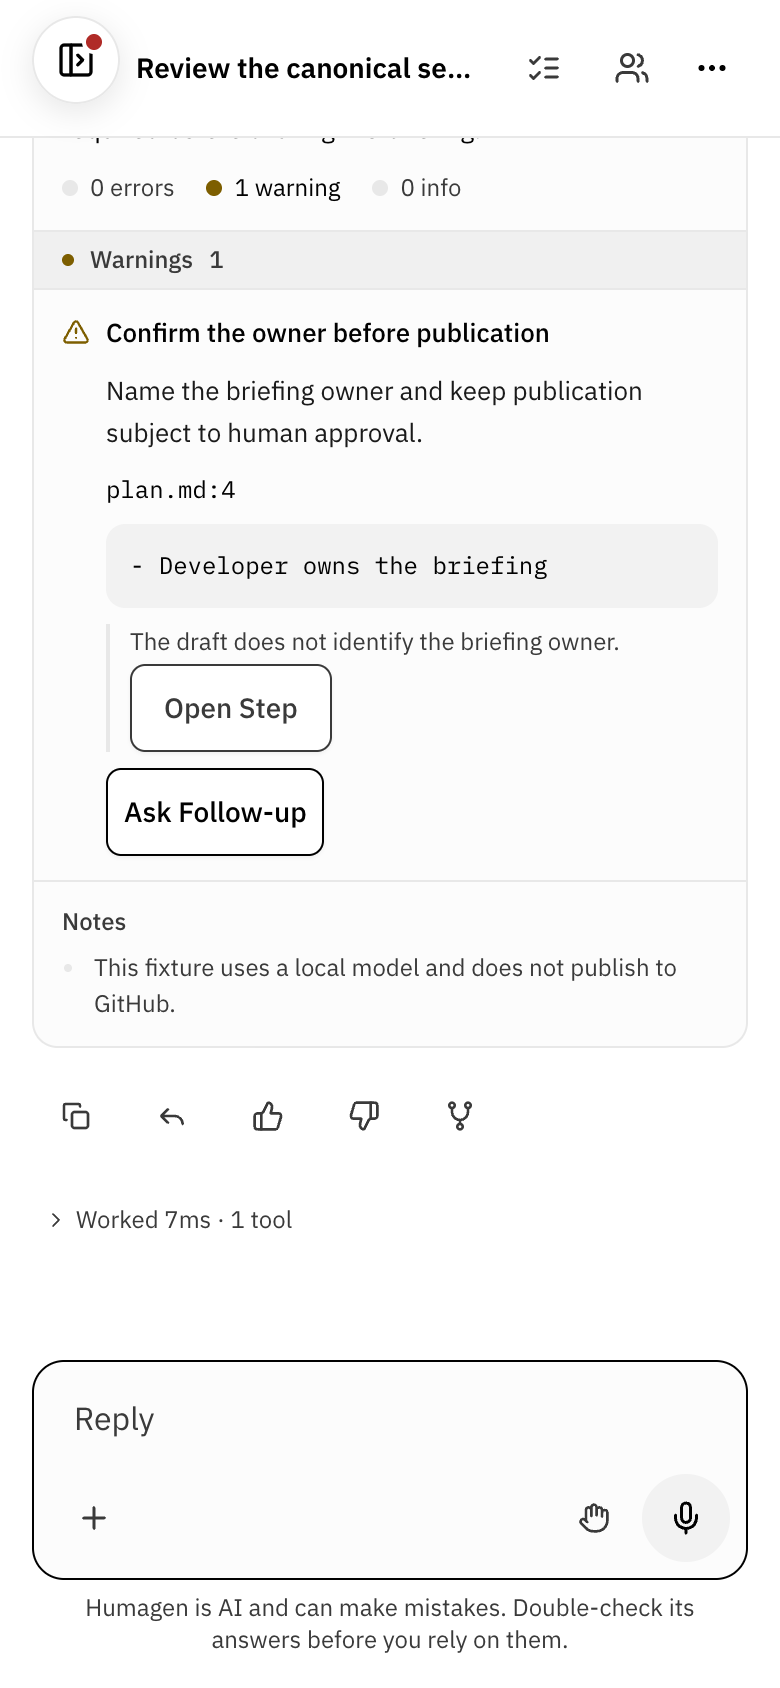 Review the canonical se...
0 errors 1 warning 0 info
Warnings 1
Confirm the owner before publication
Name the briefing owner and keep publication
subject to human approval.
plan.md:4
- Developer owns the briefing
The draft does not identify the briefing owner.
Open Step
Ask Follow-up
Notes
This fixture uses a local model and does not publish to
GitHub.
Worked 7ms · 1 tool
Reply
Humagen is AI and can make mistakes. Double-check its
answers before you rely on them.